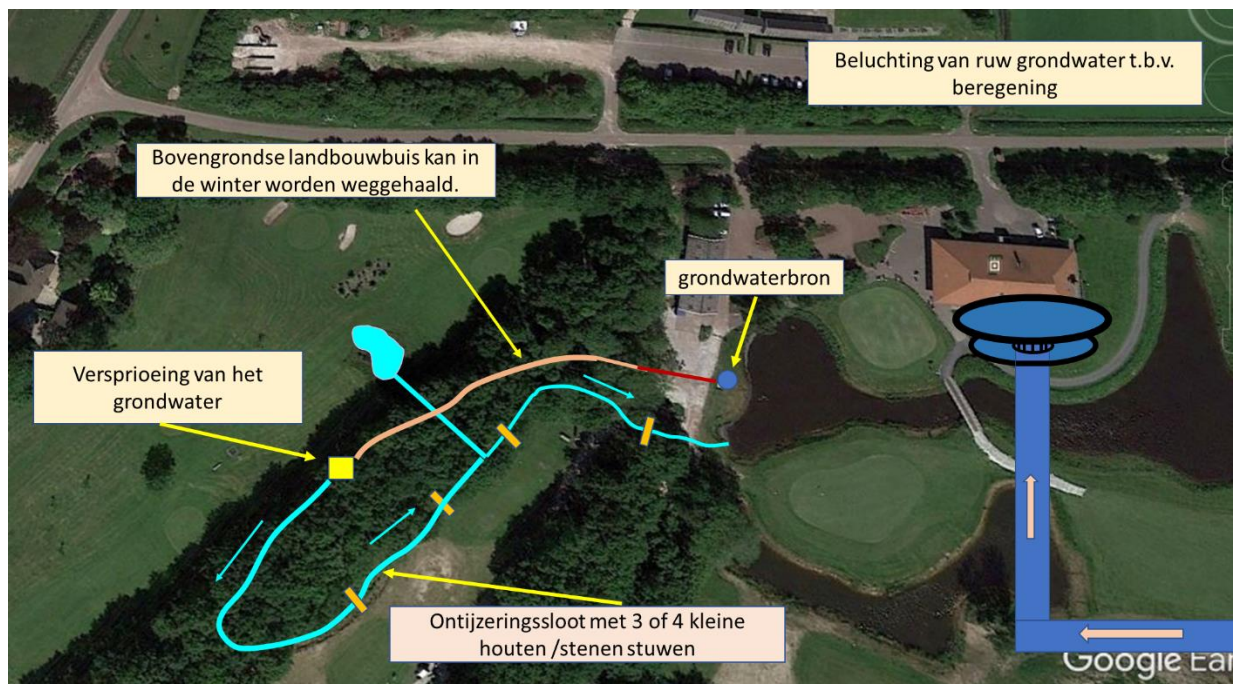 Beluchting van ruw grondwater t.b.v.
beregening
Bovengrondse landbouwbuis kan in
de winter worden weggehaald.
grondwaterbron
Versprioeing van het
grondwater
Ontijzeringssloot met 3 of 4 kleine
houten /stenen stuwen
Google Ear